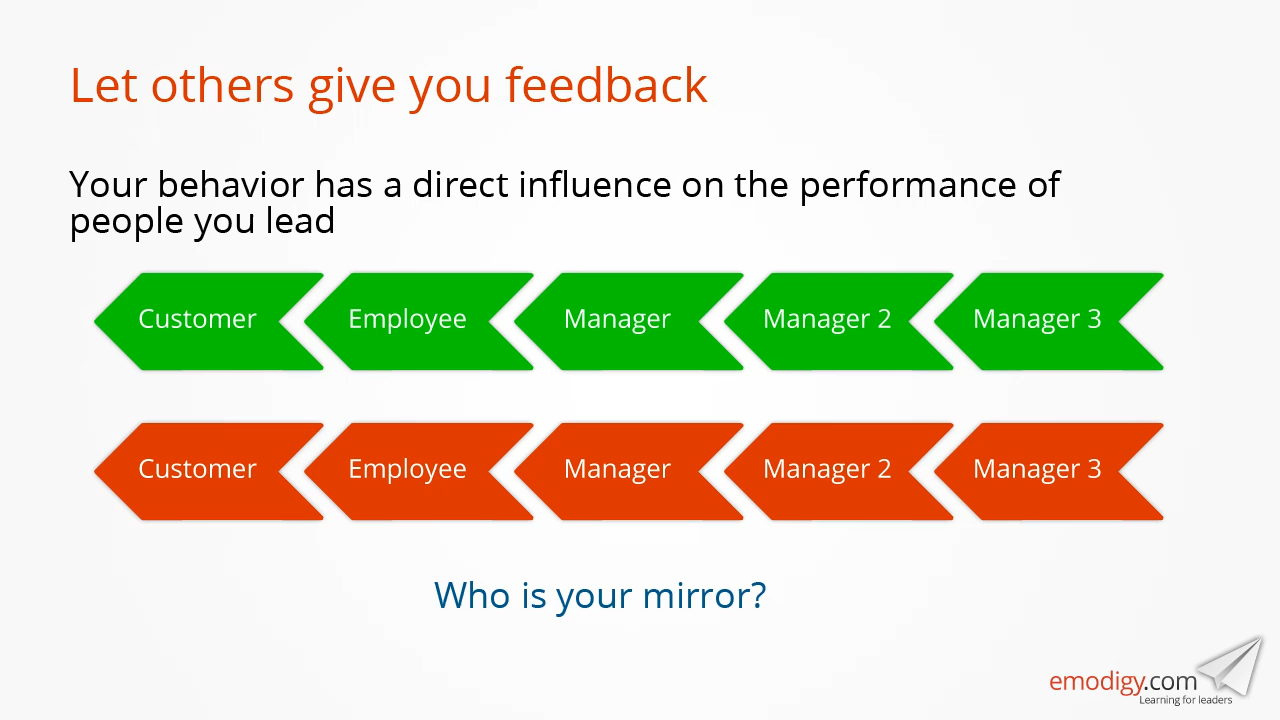 Let others give you feedback
Your behavior has a direct influence on the performance of
people you lead
Customer Employee Manager Manager 2 Manager 3
Customer Employee Manager Manager 2 Manager 3
Who is your mirror?
emodigy.com
Learning for leaders